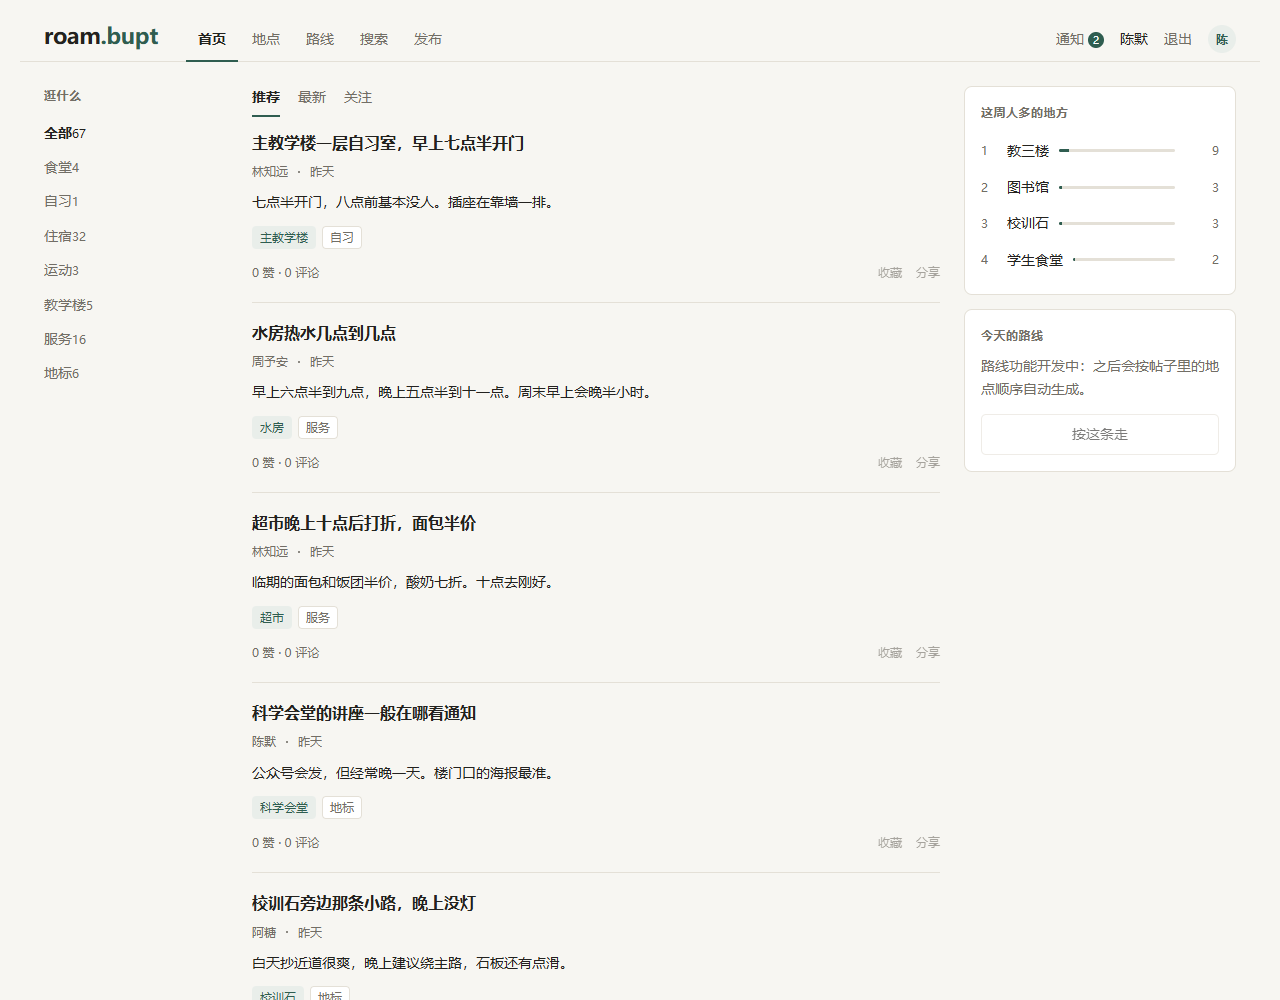 roam.bupt 首页 地点 路线 搜索 发布 通知 2 陈默 退出 陈
逛什么
全部67
食堂4
自习1
住宿32
运动3
教学楼5
服务16
地标6
推荐 最新 关注
主教学楼一层自习室，早上七点半开门
林知远 · 昨天
七点半开门，八点前基本没人。插座在靠墙一排。
主教学楼 自习
0 赞 · 0 评论 收藏 分享
水房热水几点到几点
周予安 · 昨天
早上六点半到九点，晚上五点半到十一点。周末早上会晚半小时。
水房 服务
0 赞 · 0 评论 收藏 分享
超市晚上十点后打折，面包半价
林知远 · 昨天
临期的面包和饭团半价，酸奶七折。十点去刚好。
超市 服务
0 赞 · 0 评论 收藏 分享
科学会堂的讲座一般在哪看通知
陈默 · 昨天
公众号会发，但经常晚一天。楼门口的海报最准。
科学会堂 地标
0 赞 · 0 评论 收藏 分享
校训石旁边那条小路，晚上没灯
阿糖 · 昨天
白天抄近道很爽，晚上建议绕主路，石板还有点滑。
校训石 地标
这周人多的地方
1 教三楼 9
2 图书馆 3
3 校训石 3
4 学生食堂 2
今天的路线
路线功能开发中：之后会按帖子里的地
点顺序自动生成。
按这条走